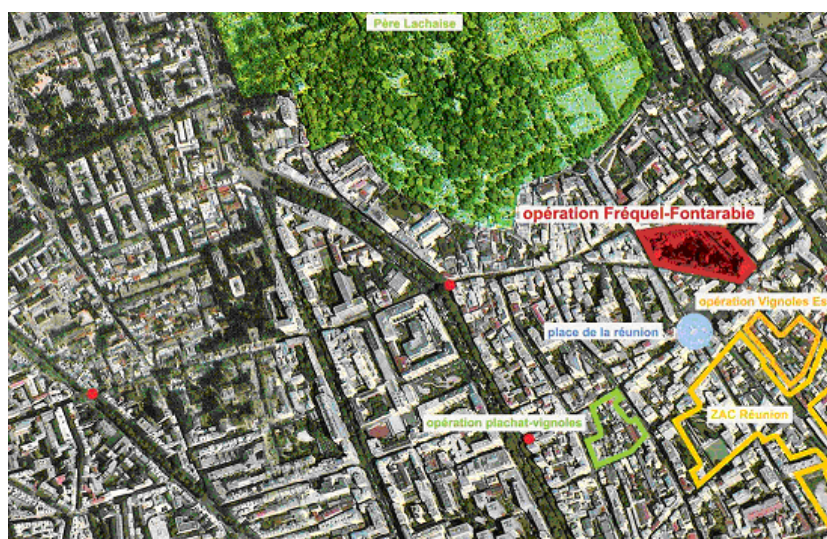 Père Lachaise
opération Fréquel-Fontarabie
opération Vignoles Es
place de la réunion
ZAC Réunion
opération plachat-vignoles